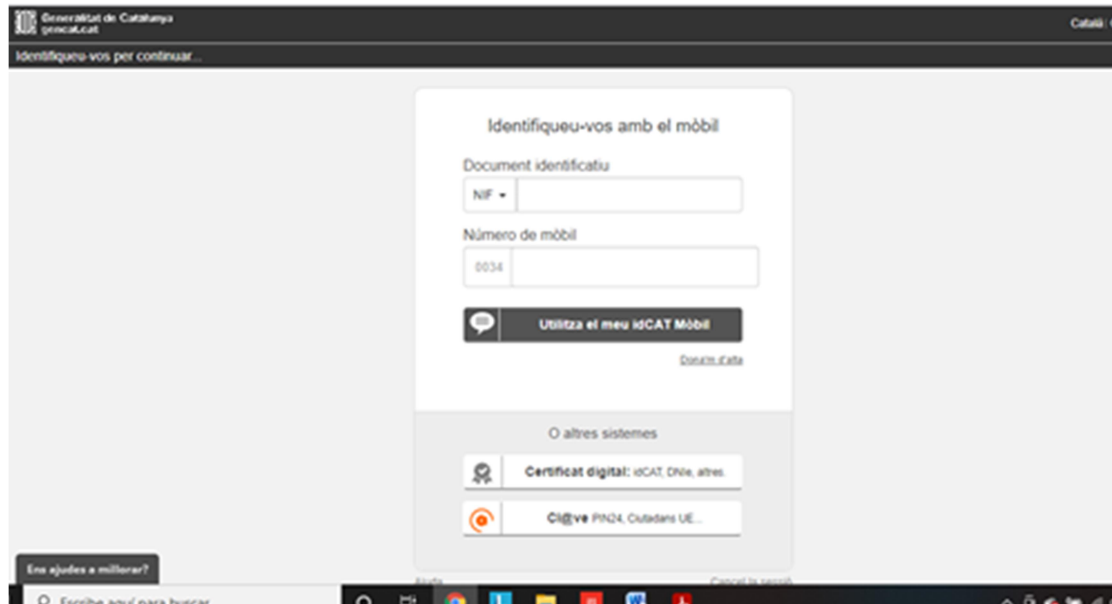 Generalitat de Catalunya
gencat.cat
Català
Identifiqueu-vos per continuar...
Identifiqueu-vos amb el mòbil
Document identificatiu
NIF
Número de mòbil
0034
Utilitza el meu idCAT Mòbil
Dona'm d'alta
O altres sistemes
Certificat digital: idCAT, DNIe, altres.
Cl@ve PIN24, Ciutadans UE...
Ens ajudes a millorar?
Ajuda
Cancel·la sessió
Escribe aquí para buscar